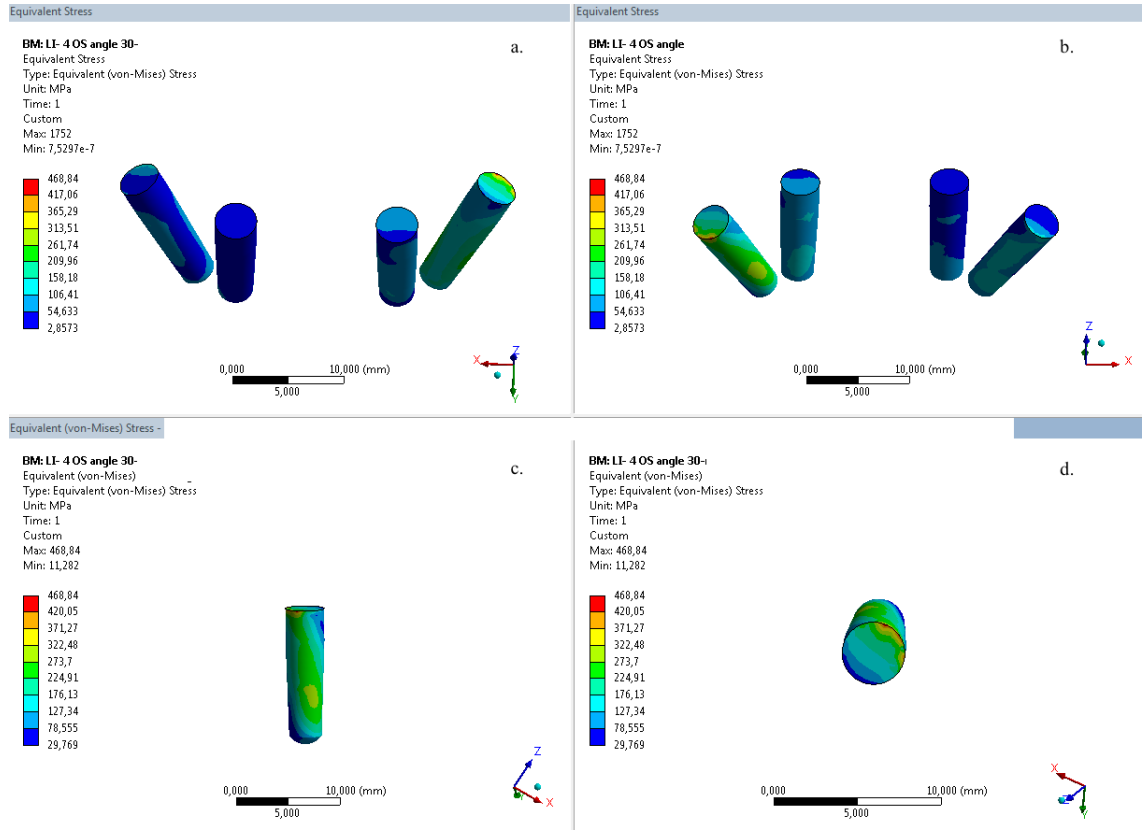 Equivalent Stress
BM: LI- 4 OS angle 30-
Equivalent Stress
Type: Equivalent (von-Mises) Stress
Unit: MPa
Time: 1
Custom
Max: 1752
Min: 7,5297e-7
a.
468,84
417,06
365,29
313,51
261,74
209,96
158,18
106,41
54,633
2,8573
0,000
10,000 (mm)
5,000
X
Z
Y
Equivalent Stress
BM: LI- 4 OS angle
Equivalent Stress
Type: Equivalent (von-Mises) Stress
Unit: MPa
Time: 1
Custom
Max: 1752
Min: 7,5297e-7
b.
468,84
417,06
365,29
313,51
261,74
209,96
158,18
106,41
54,633
2,8573
0,000
10,000 (mm)
5,000
Z
X
Equivalent (von-Mises) Stress -
BM: LI- 4 OS angle 30-
Equivalent (von-Mises)
Type: Equivalent (von-Mises) Stress
Unit: MPa
Time: 1
Custom
Max: 468,84
Min: 11,282
c.
468,84
420,05
371,27
322,48
273,7
224,91
176,13
127,34
78,555
29,769
0,000
10,000 (mm)
5,000
Z
Y
X
BM: LI- 4 OS angle 30-
Equivalent (von-Mises)
Type: Equivalent (von-Mises) Stress
Unit: MPa
Time: 1
Custom
Max: 468,84
Min: 11,282
d.
468,84
420,05
371,27
322,48
273,7
224,91
176,13
127,34
78,555
29,769
0,000
10,000 (mm)
5,000
X
Z
Y